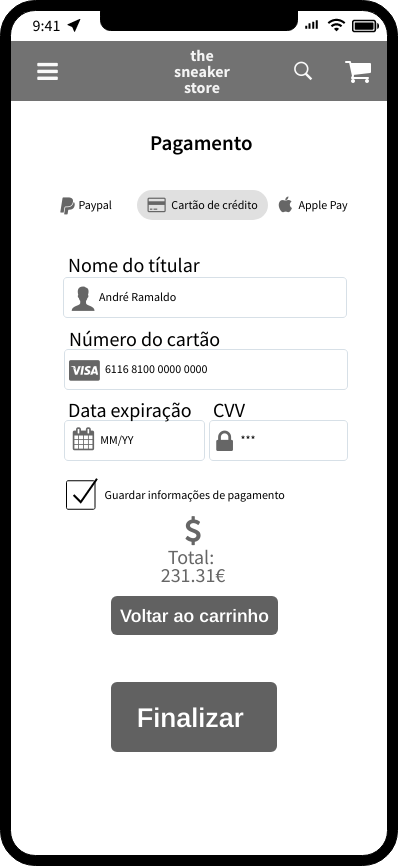 9:41
the
sneaker
store
Pagamento
Paypal Cartão de crédito Apple Pay
Nome do títular
André Ramaldo
Número do cartão
VISA 6116 8100 0000 0000
Data expiração CVV
MM/YY ***
Guardar informações de pagamento
$
Total:
231.31€
Voltar ao carrinho
Finalizar